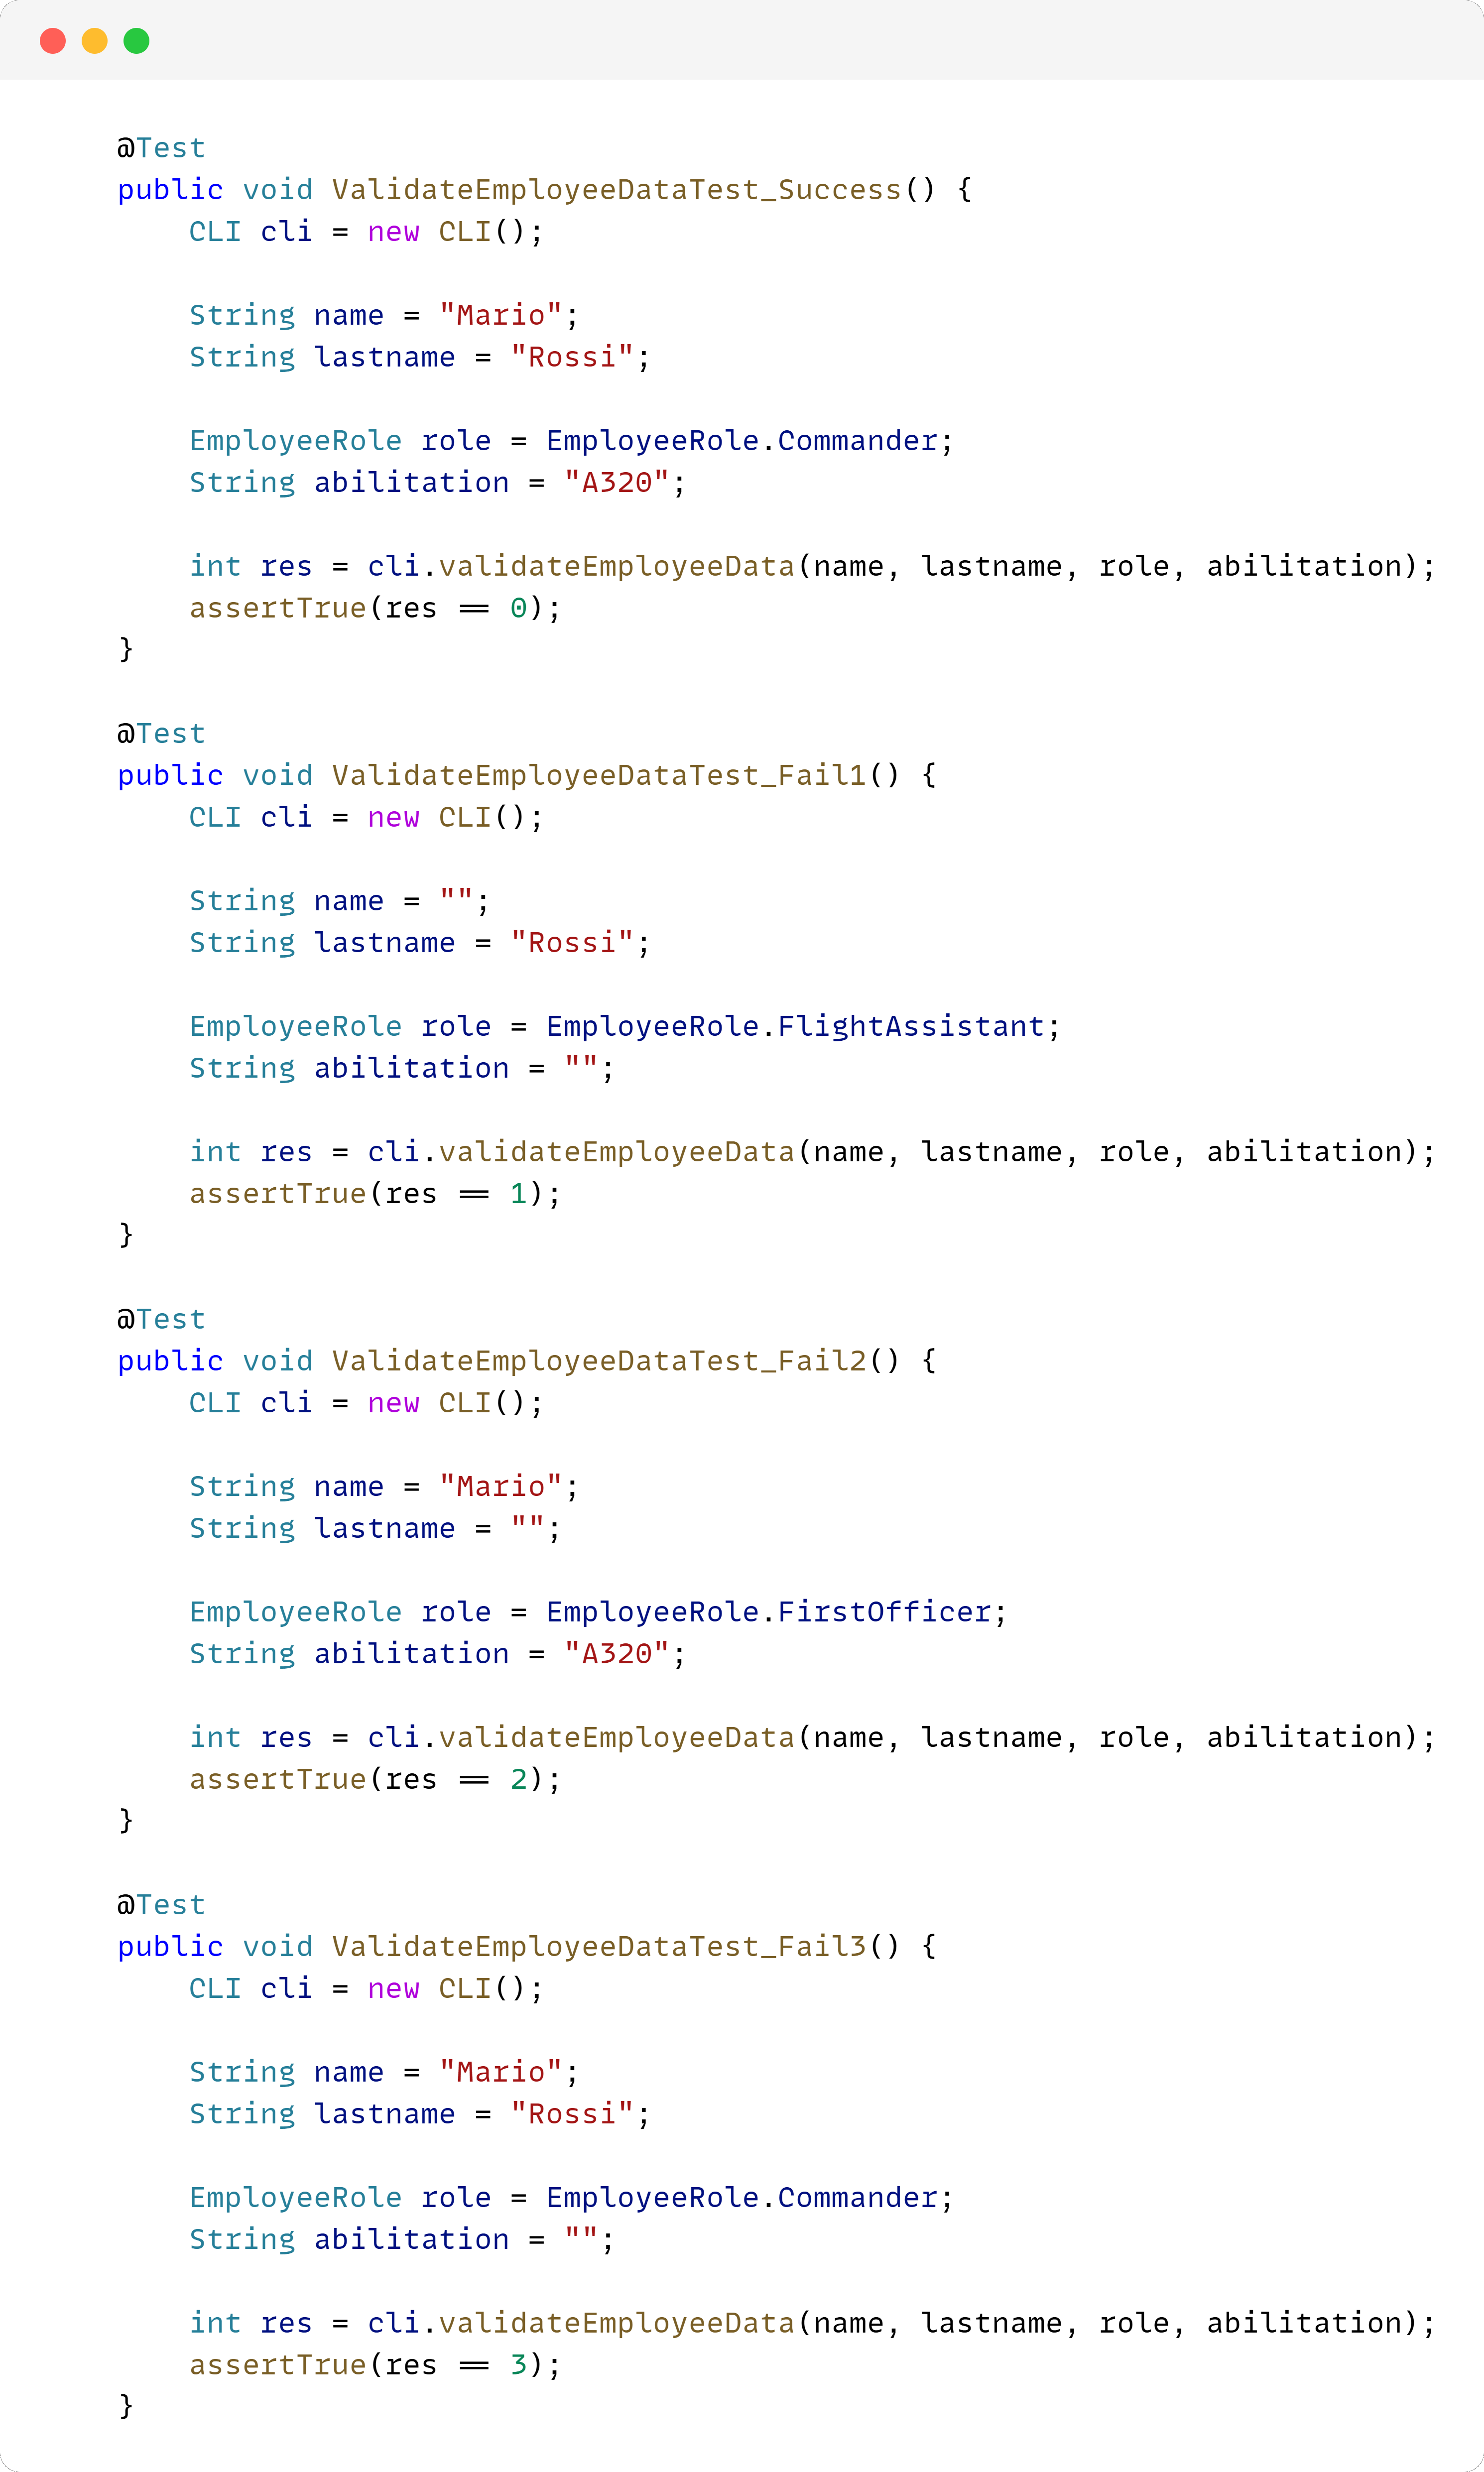 @Test
public void ValidateEmployeeDataTest_Success() {
    CLI cli = new CLI();

    String name = "Mario";
    String lastname = "Rossi";

    EmployeeRole role = EmployeeRole.Commander;
    String abilitation = "A320";

    int res = cli.validateEmployeeData(name, lastname, role, abilitation);
    assertTrue(res == 0);
}

@Test
public void ValidateEmployeeDataTest_Fail1() {
    CLI cli = new CLI();

    String name = "";
    String lastname = "Rossi";

    EmployeeRole role = EmployeeRole.FlightAssistant;
    String abilitation = "";

    int res = cli.validateEmployeeData(name, lastname, role, abilitation);
    assertTrue(res == 1);
}

@Test
public void ValidateEmployeeDataTest_Fail2() {
    CLI cli = new CLI();

    String name = "Mario";
    String lastname = "";

    EmployeeRole role = EmployeeRole.FirstOfficer;
    String abilitation = "A320";

    int res = cli.validateEmployeeData(name, lastname, role, abilitation);
    assertTrue(res == 2);
}

@Test
public void ValidateEmployeeDataTest_Fail3() {
    CLI cli = new CLI();

    String name = "Mario";
    String lastname = "Rossi";

    EmployeeRole role = EmployeeRole.Commander;
    String abilitation = "";

    int res = cli.validateEmployeeData(name, lastname, role, abilitation);
    assertTrue(res == 3);
}